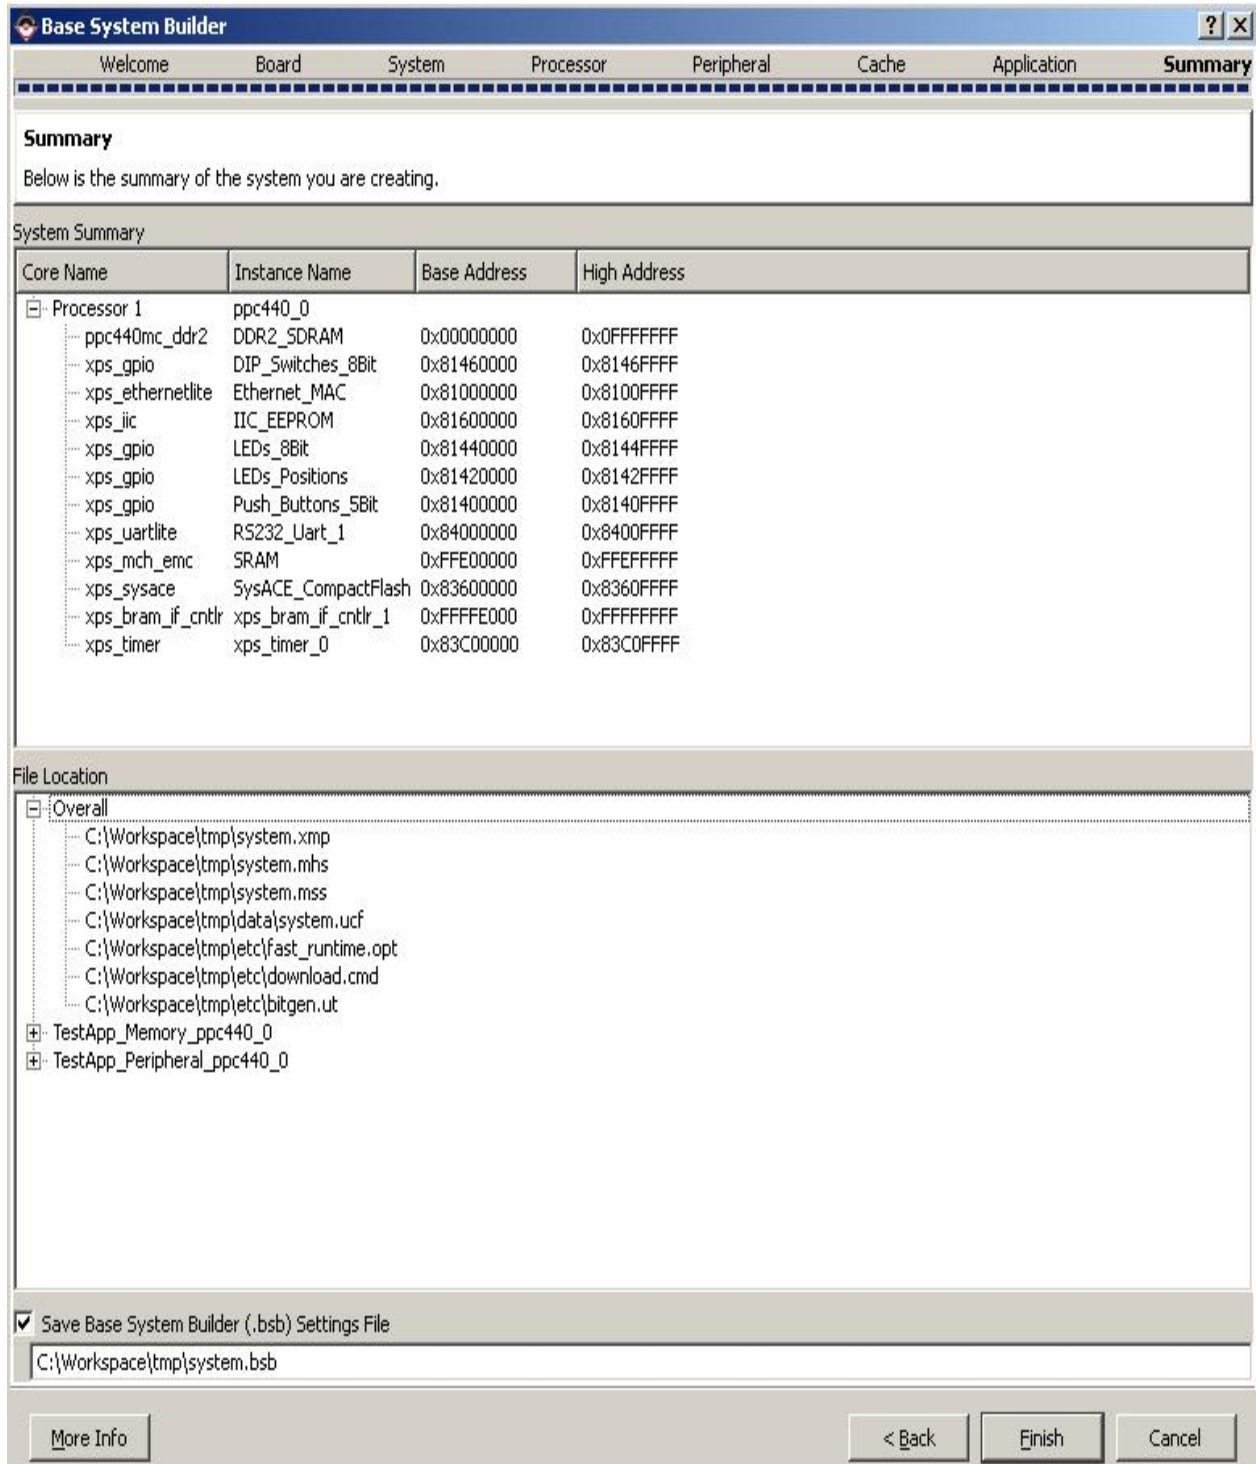 Base System Builder
Welcome Board System Processor Peripheral Cache Application Summary
Summary
Below is the summary of the system you are creating.
System Summary
Core Name Instance Name Base Address High Address
Processor 1 ppc440_0
ppc440mc_ddr2 DDR2_SDRAM 0x00000000 0x0FFFFFFF
xps_gpio DIP_Switches_8Bit 0x81460000 0x8146FFFF
xps_ethernetlite Ethernet_MAC 0x81000000 0x8100FFFF
xps_iic IIC_EEPROM 0x81600000 0x8160FFFF
xps_gpio LEDs_8Bit 0x81440000 0x8144FFFF
xps_gpio LEDs_Positions 0x81420000 0x8142FFFF
xps_gpio Push_Buttons_5Bit 0x81400000 0x8140FFFF
xps_uartlite RS232_Uart_1 0x84000000 0x8400FFFF
xps_mch_emc SRAM 0xFFE00000 0xFFEFFFFF
xps_sysace SysACE_CompactFlash 0x83600000 0x8360FFFF
xps_bram_if_cntlr xps_bram_if_cntlr_1 0xFFFFE000 0xFFFFFFFF
xps_timer xps_timer_0 0x83C00000 0x83C0FFFF
File Location
Overall
C:\Workspace\tmp\system.xmp
C:\Workspace\tmp\system.mhs
C:\Workspace\tmp\system.mss
C:\Workspace\tmp\data\system.ucf
C:\Workspace\tmp\etc\fast_runtime.opt
C:\Workspace\tmp\etc\download.cmd
C:\Workspace\tmp\etc\bitgen.ut
TestApp_Memory_ppc440_0
TestApp_Peripheral_ppc440_0
Save Base System Builder (.bsb) Settings File
C:\Workspace\tmp\system.bsb
More Info < Back Finish Cancel